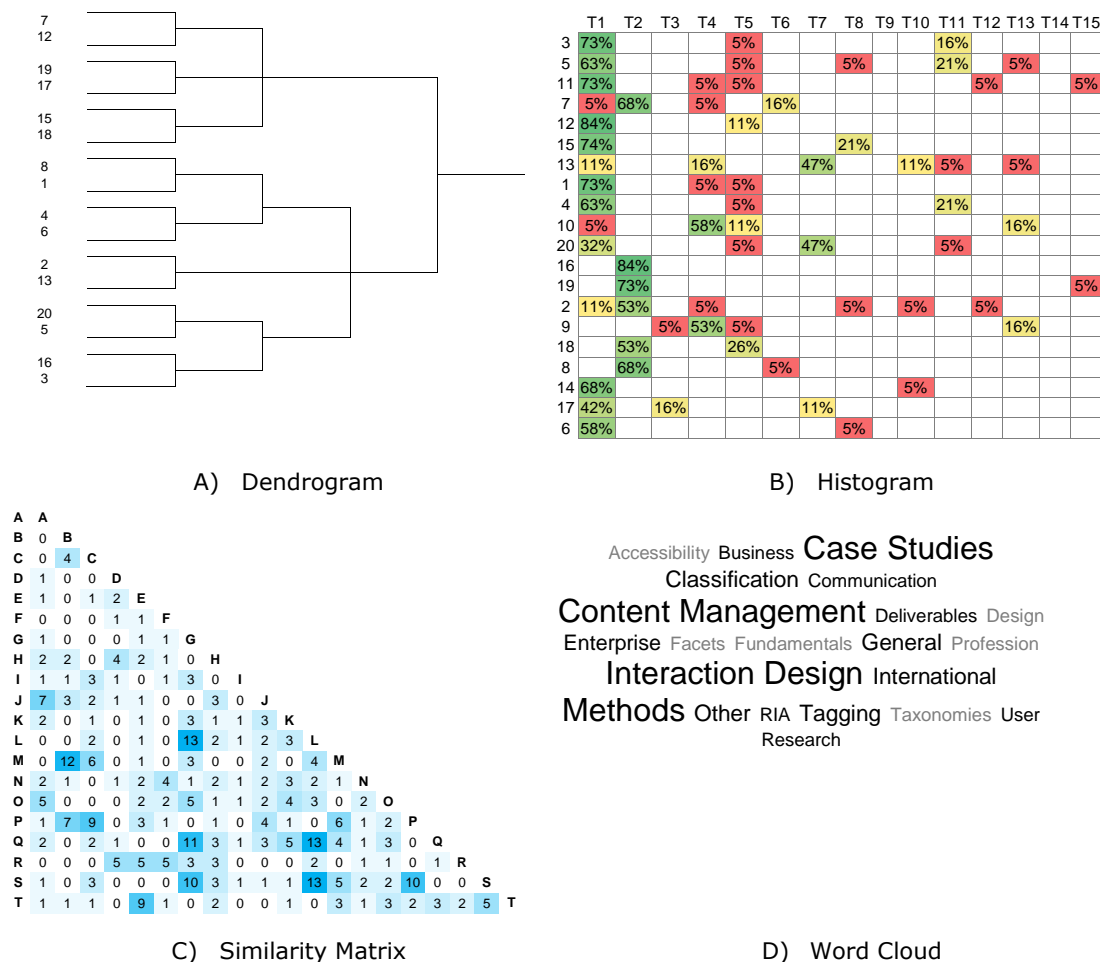 7
12
19
17
15
18
8
1
4
6
2
13
20
5
16
3
A) Dendrogram
T1 T2 T3 T4 T5 T6 T7 T8 T9 T10 T11 T12 T13 T14 T15
3 73% 5% 16%
5 63% 5% 5% 21% 5%
11 73% 5% 5% 5% 5%
7 5% 68% 5% 16%
12 84% 11%
15 74% 21%
13 11% 16% 47% 11% 5% 5%
1 73% 5% 5%
4 63% 5% 21%
10 5% 58% 11% 16%
20 32% 5% 47% 5%
16 84%
19 73% 5%
2 11% 53% 5% 5% 5% 5%
9 5% 53% 5% 16%
18 53% 26%
8 68% 5%
14 68% 5%
17 42% 16% 11%
6 58% 5%
B) Histogram
A A
B 0 B
C 0 4 C
D 1 0 0 D
E 1 0 1 2 E
F 0 0 0 1 1 F
G 1 0 0 0 1 1 G
H 2 2 0 4 2 1 0 H
I 1 1 3 1 0 1 3 0 I
J 7 3 2 1 1 0 0 3 0 J
K 2 0 1 0 1 0 3 1 1 3 K
L 0 0 2 0 1 0 13 2 1 2 3 L
M 0 12 6 0 1 0 3 0 0 2 0 4 M
N 2 1 0 1 2 4 1 2 1 2 3 2 1 N
O 5 0 0 0 2 2 5 1 1 2 4 3 0 2 O
P 1 7 9 0 3 1 0 1 0 4 1 0 6 1 2 P
Q 2 0 2 1 0 0 11 3 1 3 5 13 4 1 3 0 Q
R 0 0 0 5 5 5 3 3 0 0 0 2 0 1 1 0 1 R
S 1 0 3 0 0 0 10 3 1 1 1 13 5 2 2 10 0 0 S
T 1 1 1 0 9 1 0 2 0 0 1 0 3 1 3 2 3 2 5 T
C) Similarity Matrix
Accessibility Business Case Studies
Classification Communication
Content Management Deliverables Design
Enterprise Facets Fundamentals General Profession
Interaction Design International
Methods Other RIA Tagging Taxonomies User
Research
D) Word Cloud